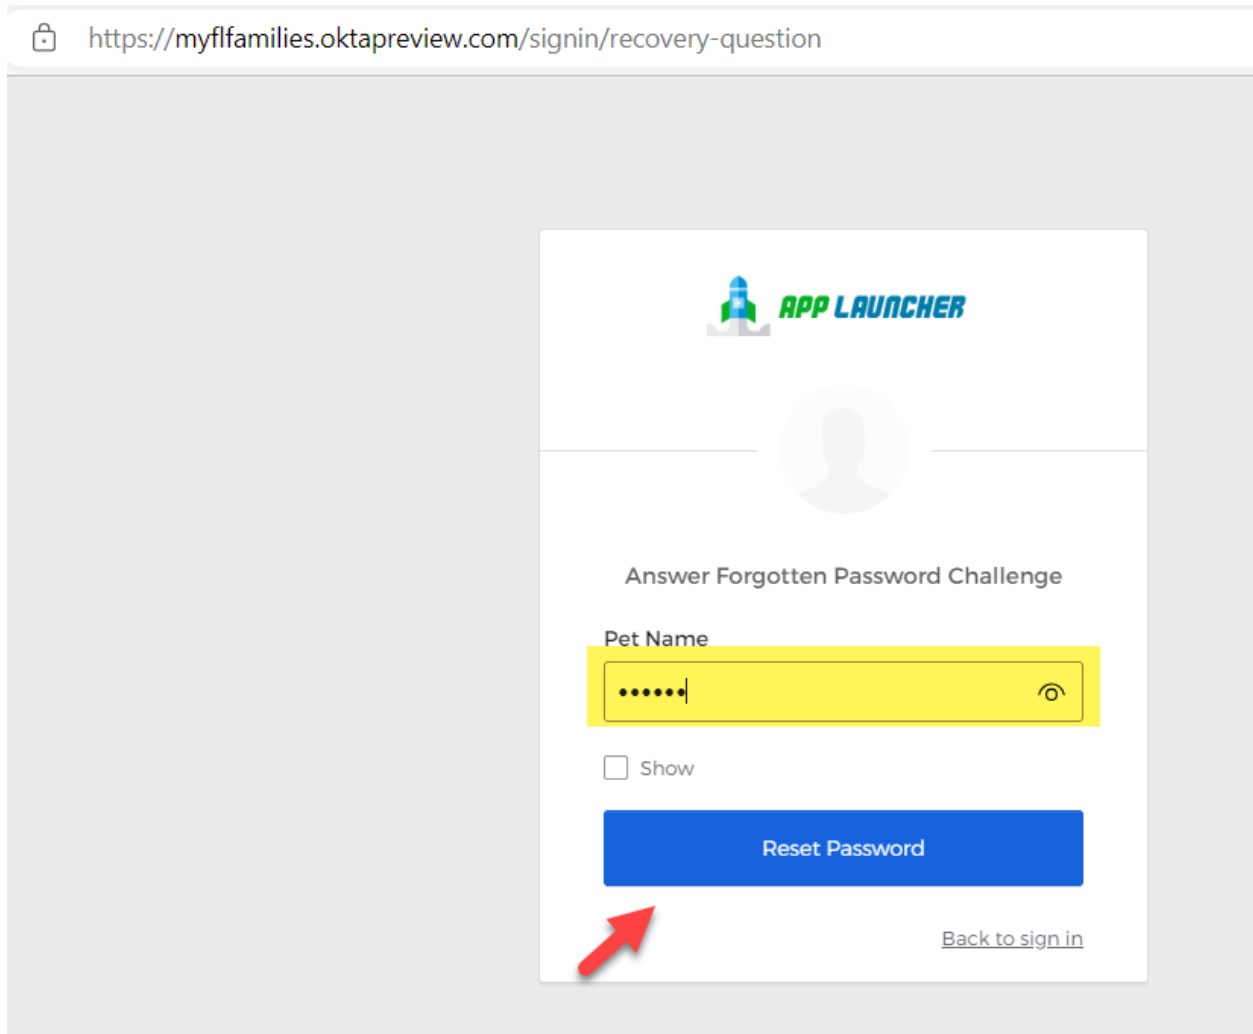 https://myflfamilies.oktapreview.com/signin/recovery-question
APP LAUNCHER
Answer Forgotten Password Challenge
Pet Name
••••••
Show
Reset Password
Back to sign in